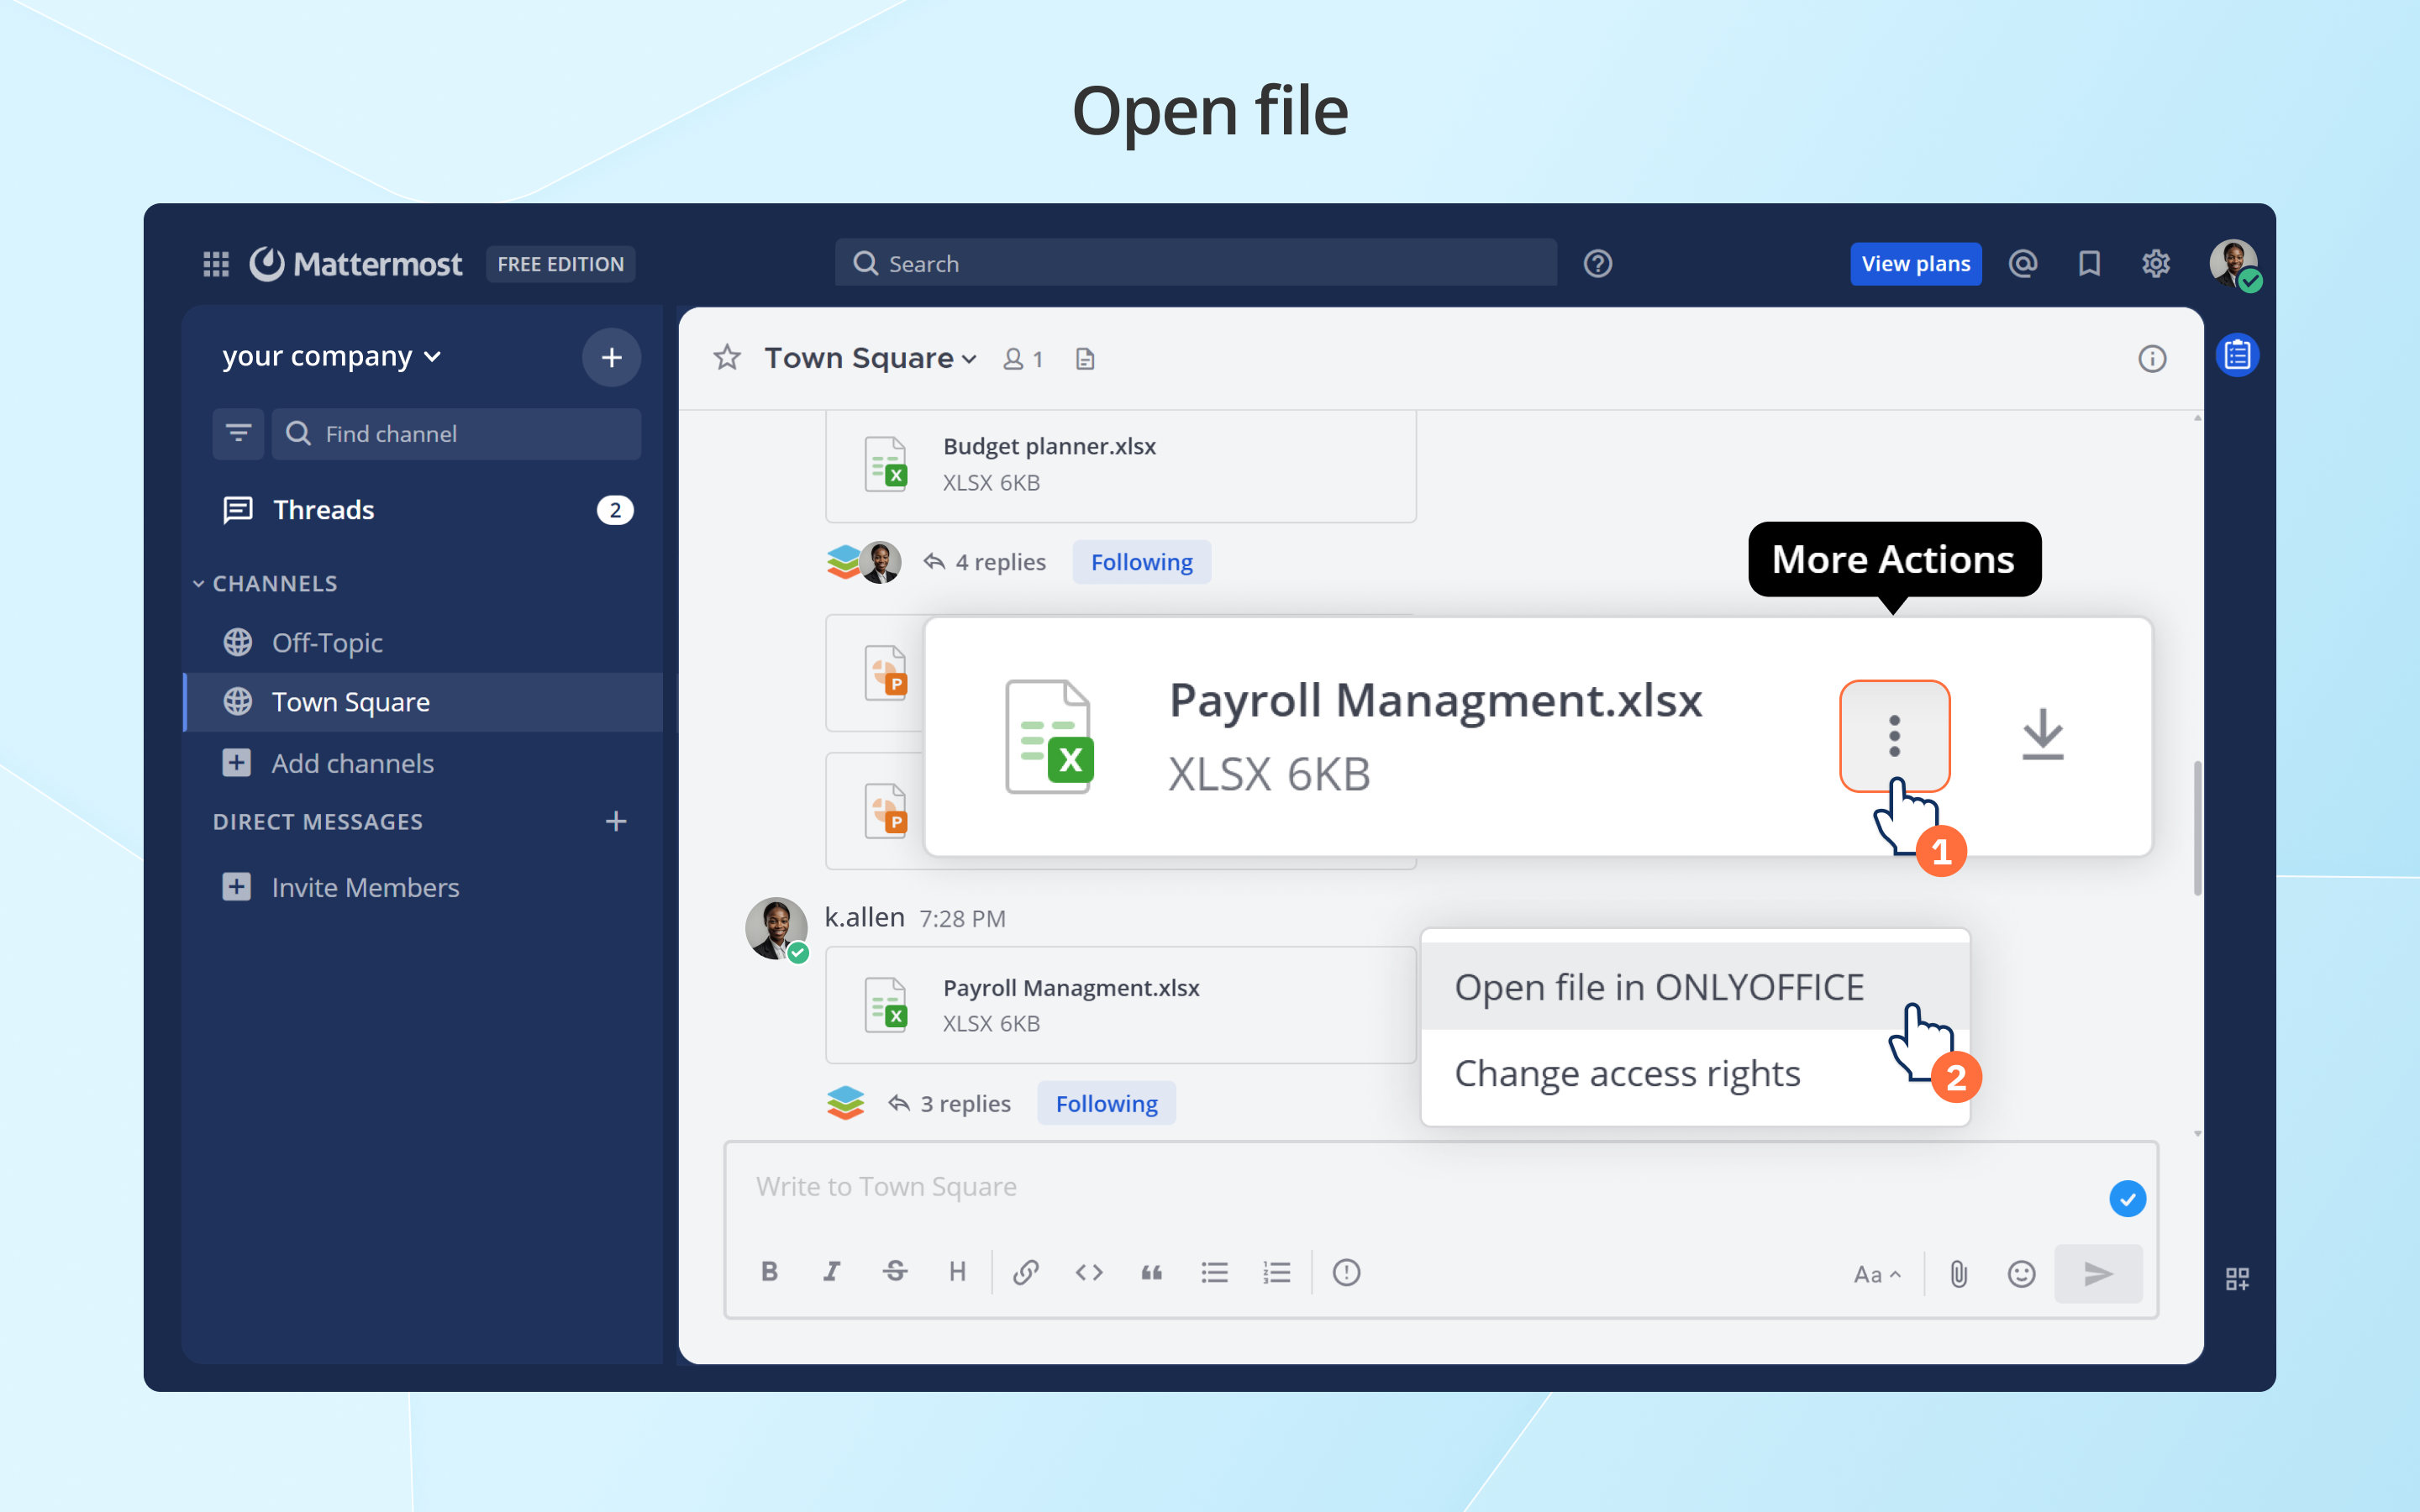 Open file
Mattermost
FREE EDITION
Search
View plans
your company
Find channel
Threads
2
CHANNELS
Off-Topic
Town Square
Add channels
DIRECT MESSAGES
Invite Members
Town Square
1
Budget planner.xlsx
XLSX 6KB
4 replies
Following
More Actions
P
P
Payroll Managment.xlsx
X
XLSX 6KB
1
k.allen 7:28 PM
Payroll Managment.xlsx
X
XLSX 6KB
3 replies
Following
Open file in ONLYOFFICE
Change access rights
2
Write to Town Square
B I S H
Aa